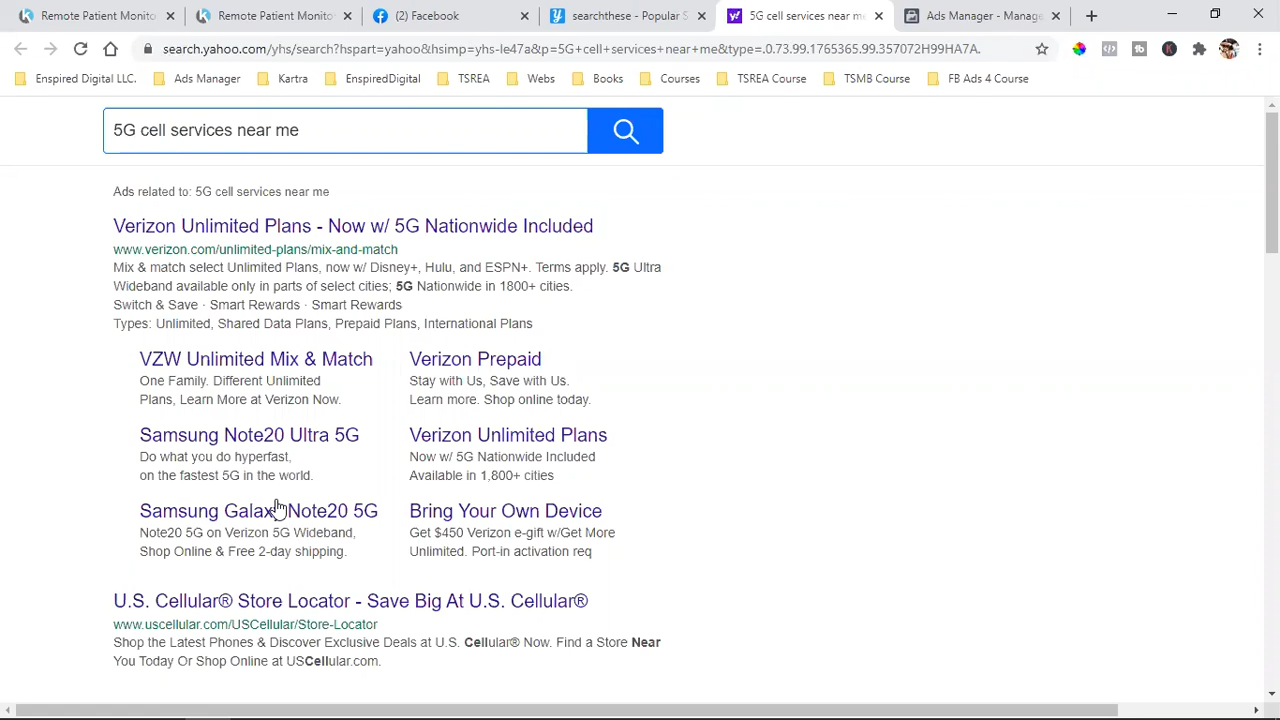 Remote Patient Monito
Remote Patient Monito
(2) Facebook
searchthese - Popular S
5G cell services near me
Ads Manager - Manage
search.yahoo.com/yhs/search?hspart=yahoo&hsimp=yhs-le47a&p=5G+cell+services+near+me&type=.0.73.99.1765365.99.357072H99HA7A.
Enspired Digital LLC.
Ads Manager
Kartra
EnspiredDigital
TSREA
Webs
Books
Courses
TSREA Course
TSMB Course
FB Ads 4 Course
5G cell services near me
Ads related to: 5G cell services near me
Verizon Unlimited Plans - Now w/ 5G Nationwide Included
www.verizon.com/unlimited-plans/mix-and-match
Mix & match select Unlimited Plans, now w/ Disney+, Hulu, and ESPN+. Terms apply. 5G Ultra
Wideband available only in parts of select cities; 5G Nationwide in 1800+ cities.
Switch & Save · Smart Rewards · Smart Rewards
Types: Unlimited, Shared Data Plans, Prepaid Plans, International Plans
VZW Unlimited Mix & Match
One Family. Different Unlimited
Plans, Learn More at Verizon Now.
Verizon Prepaid
Stay with Us, Save with Us.
Learn more. Shop online today.
Samsung Note20 Ultra 5G
Do what you do hyperfast,
on the fastest 5G in the world.
Verizon Unlimited Plans
Now w/ 5G Nationwide Included
Available in 1,800+ cities
Samsung Galaxy Note20 5G
Note20 5G on Verizon 5G Wideband,
Shop Online & Free 2-day shipping.
Bring Your Own Device
Get $450 Verizon e-gift w/Get More
Unlimited. Port-in activation req
U.S. Cellular® Store Locator - Save Big At U.S. Cellular®
www.uscellular.com/USCellular/Store-Locator
Shop the Latest Phones & Discover Exclusive Deals at U.S. Cellular® Now. Find a Store Near
You Today Or Shop Online at USCellular.com.